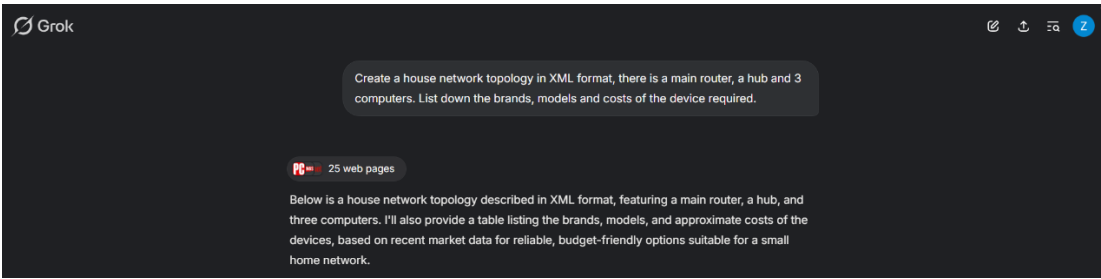 Grok
Z
Create a house network topology in XML format, there is a main router, a hub and 3
computers. List down the brands, models and costs of the device required.
PC 25 web pages
Below is a house network topology described in XML format, featuring a main router, a hub, and
three computers. I'll also provide a table listing the brands, models, and approximate costs of the
devices, based on recent market data for reliable, budget-friendly options suitable for a small
home network.